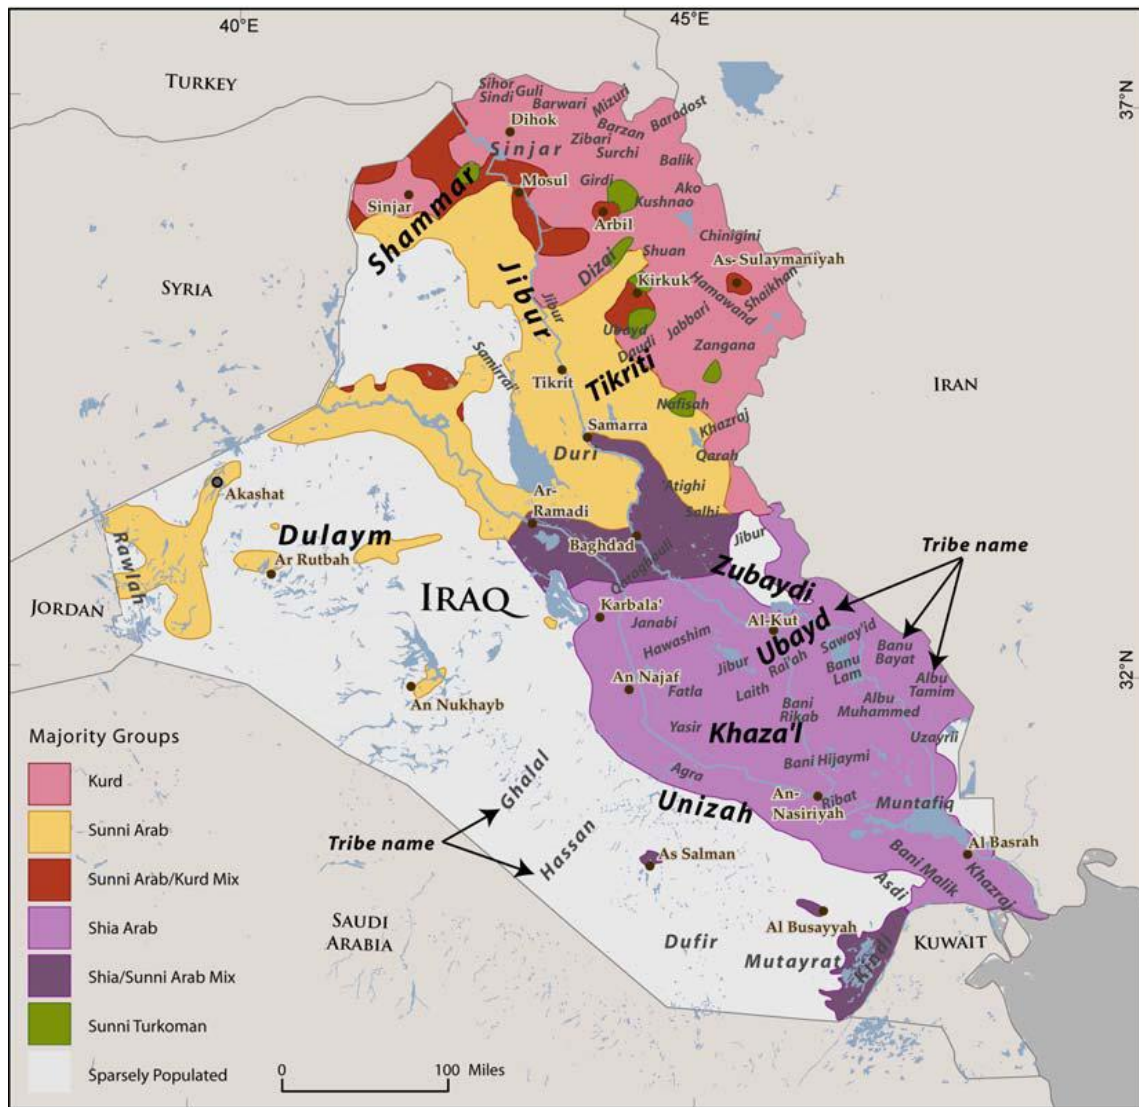 40°E
45°E
37°N
32°N
TURKEY
SYRIA
JORDAN
IRAN
SAUDI
ARABIA
KUWAIT
IRAQ
Sihor
Sindi
Guli
Barwari
Mizuri
Baradost
Dihok
Sinjar
Zibari
Barzan
Surchi
Balik
Shammar
Mosul
Girdi
Ako
Kushnao
Sinjar
Arbil
Chinigini
Jibur
Dizai
Shuan
As- Sulaymaniyah
Jibur
Kirkuk
Hamawand
Shaikhan
Ubayd
Jabbari
Daudi
Zangana
Samirra'
Tikrit
Tikriti
Nafisah
Khazraj
Samarra
Qarah
Duri
'Atighi
Salhi
Akashat
Ar-
Ramadi
Rawlah
Dulaym
Ar Rutbah
Baghdad
Jibur
Qaraghouli
Zubaydi
Tribe name
Karbala'
Janabi
Al-Kut
Ubayd
Hawashim
Saway'id
Banu
Bayat
Jibur
Rai'ah
Banu
Lam
Albu
Tamim
An Najaf
Fatla
Laith
Bani
Rikab
Albu
Muhammed
An Nukhayb
Yasir
Khaza'l
Uzayrli
Bani Hijaymi
Agra
Ghalal
Unizah
An-
Nasiriyah
Ribat
Muntafiq
Tribe name
Hassan
As Salman
Al Basrah
Bani Malik
Khazraj
Asdi
Al Busayyah
Dufir
Mutayrat
Kindi
Majority Groups
Kurd
Sunni Arab
Sunni Arab/Kurd Mix
Shia Arab
Shia/Sunni Arab Mix
Sunni Turkoman
Sparsely Populated
0
100 Miles